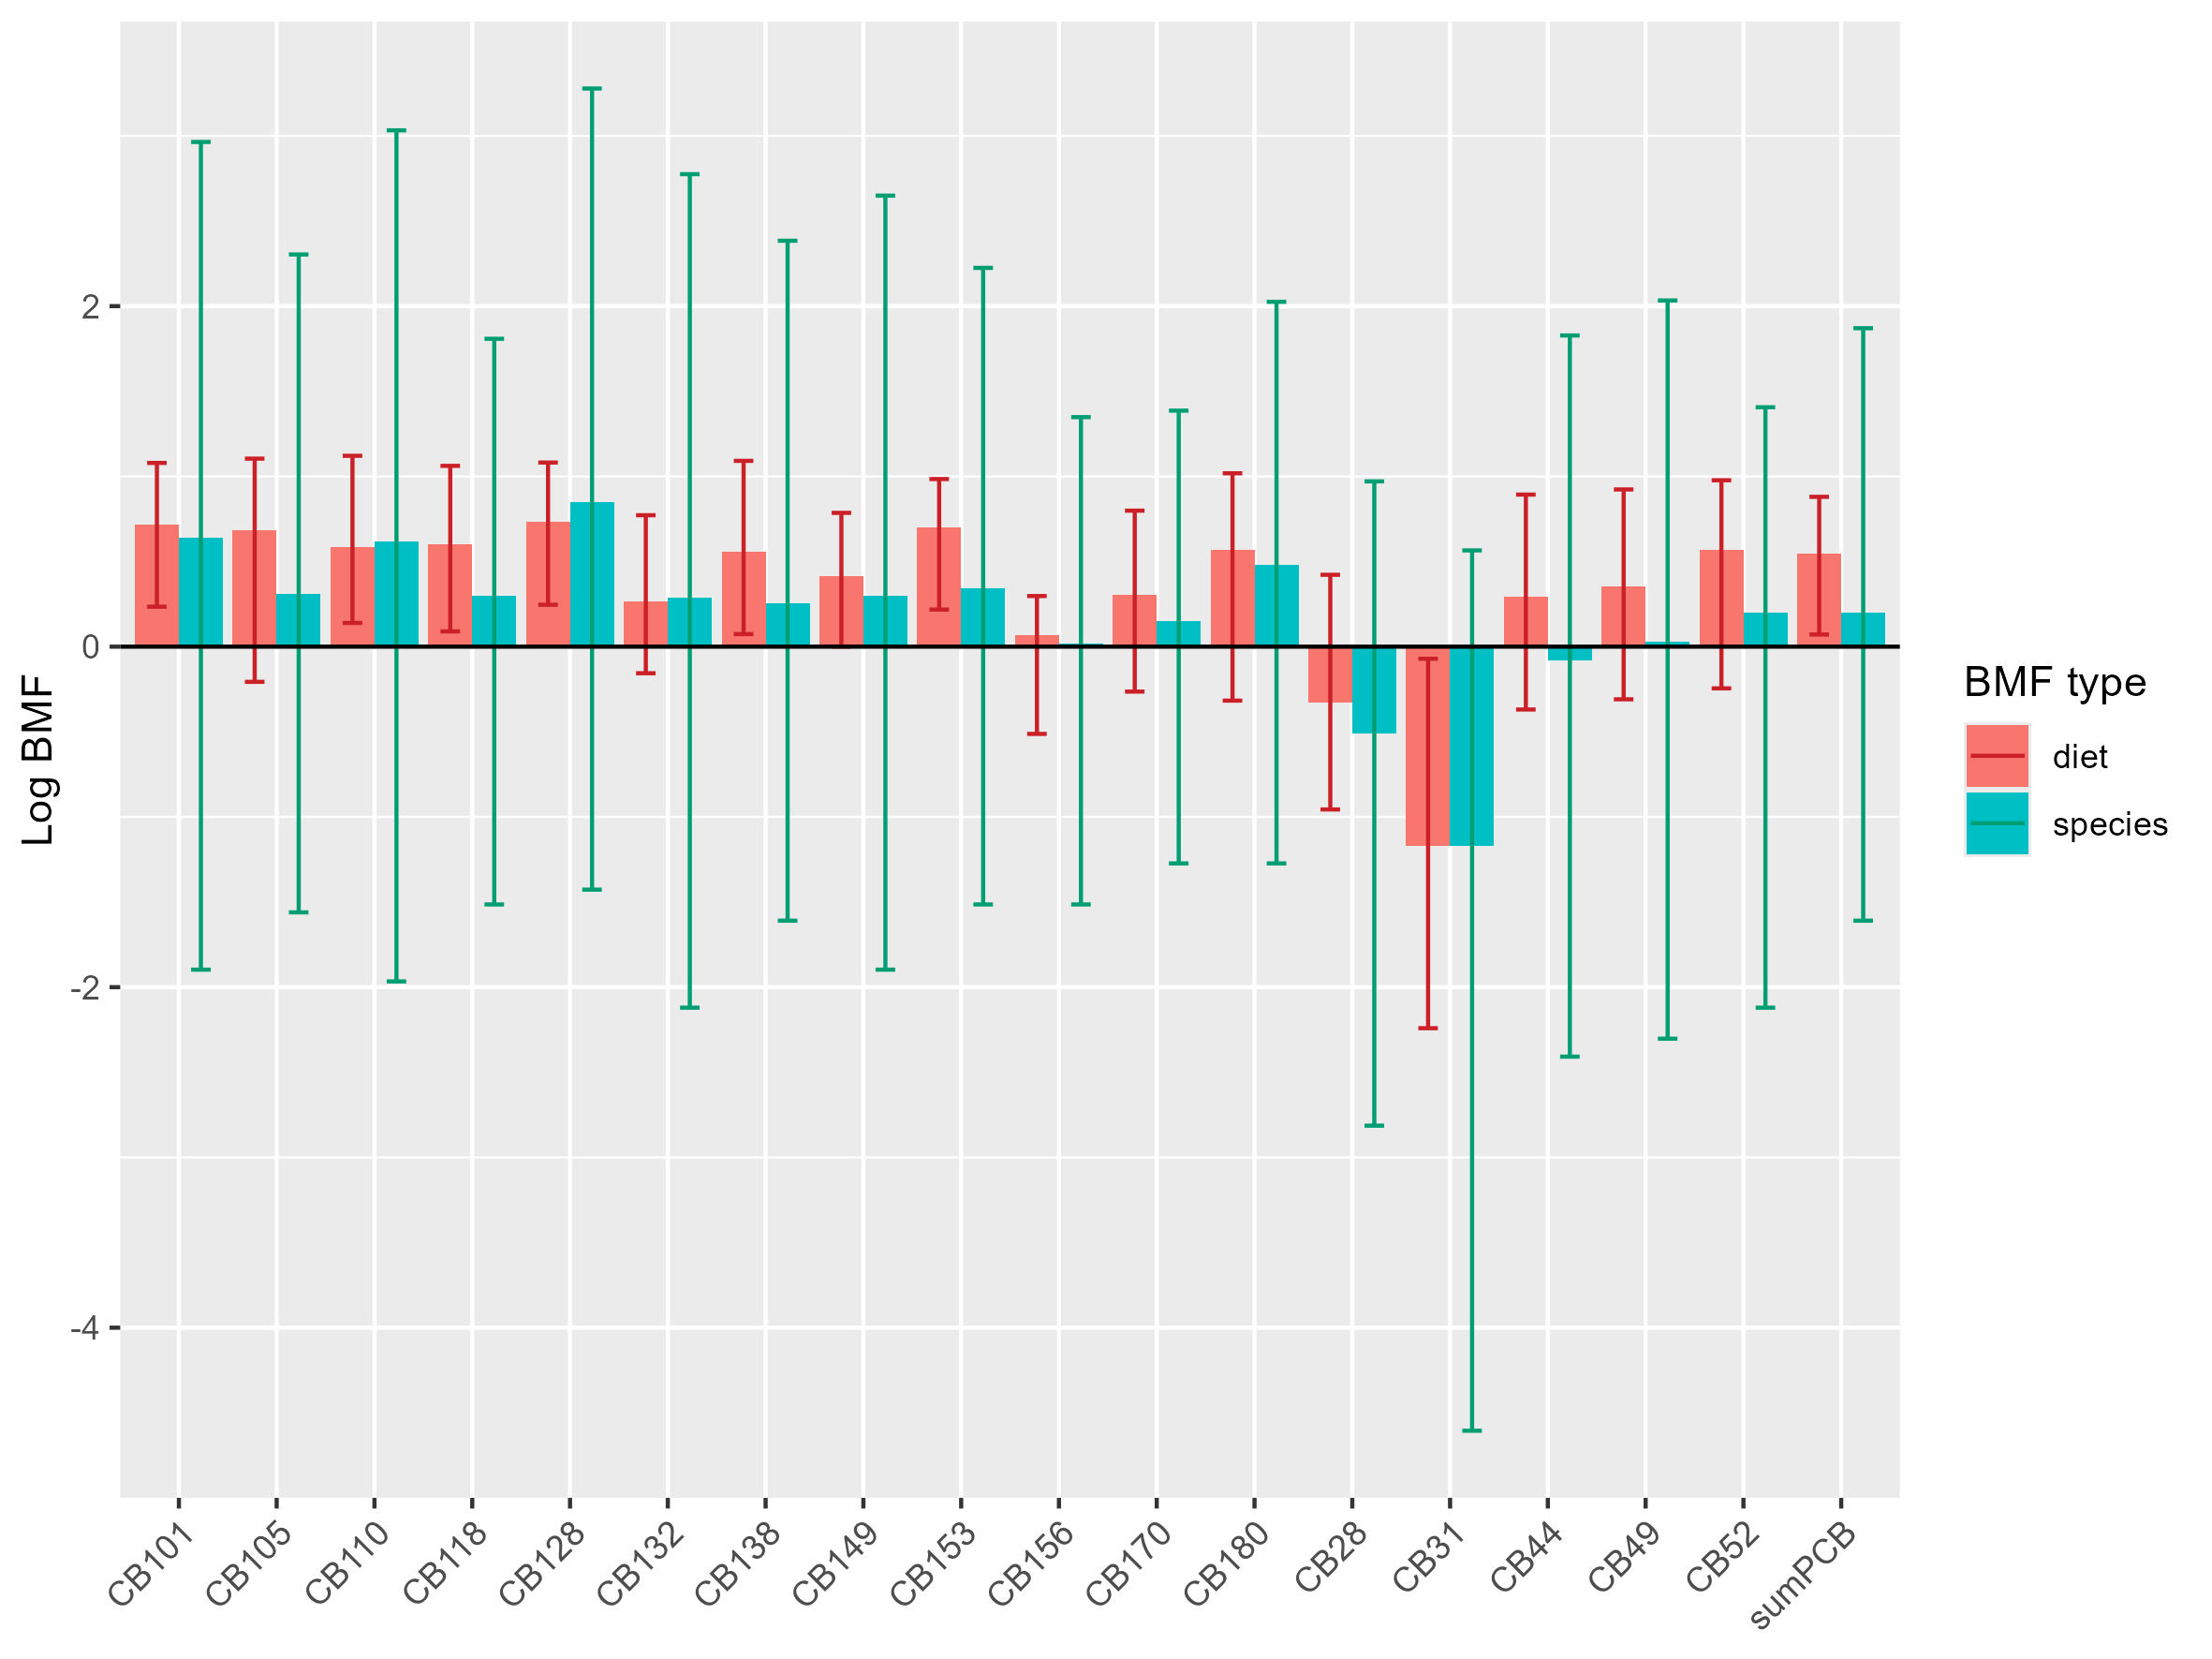 Log BMF
2
0
-2
-4
CB101
CB105
CB110
CB118
CB128
CB132
CB138
CB149
CB153
CB156
CB170
CB180
CB28
CB31
CB44
CB49
CB52
sumPCB
BMF type
diet
species